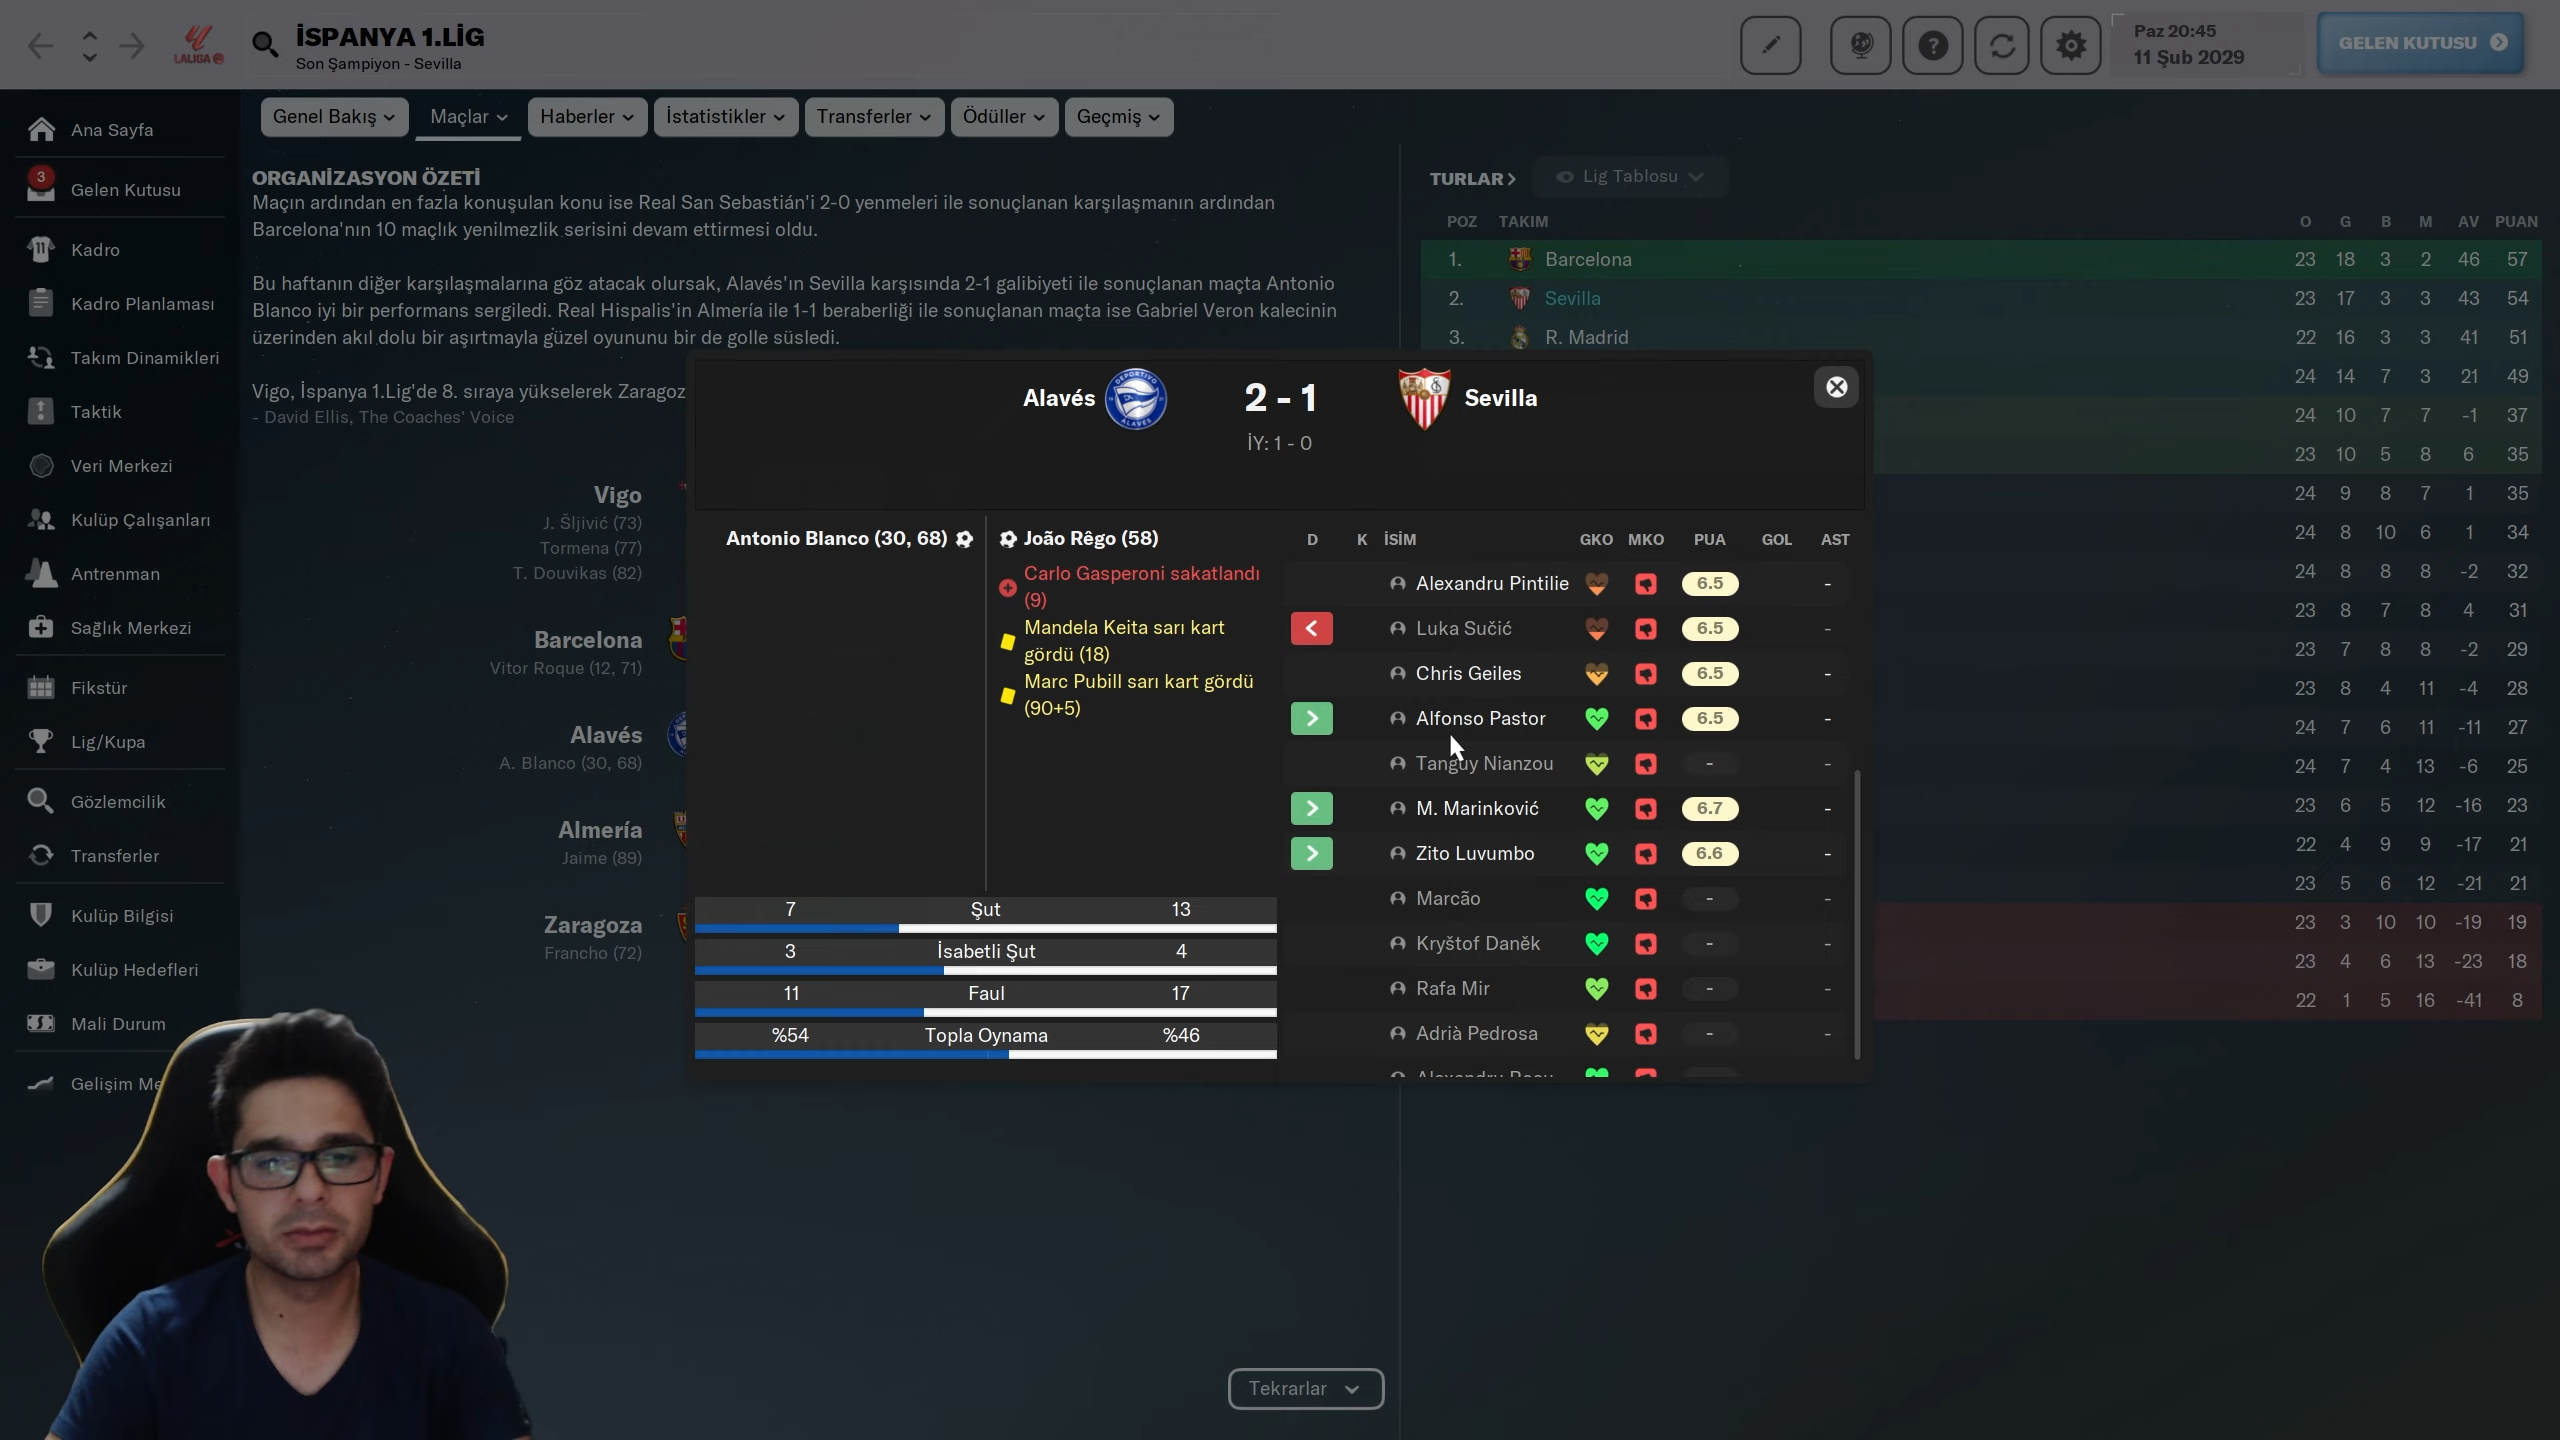 LALIGA
İSPANYA 1.LİG
Son Şampiyon - Sevilla
Paz 20:45
11 Şub 2029
GELEN KUTUSU
Ana Sayfa
3
Gelen Kutusu
Kadro
Kadro Planlaması
Takım Dinamikleri
Taktik
Veri Merkezi
Kulüp Çalışanları
Antrenman
Sağlık Merkezi
Fikstür
Lig/Kupa
Gözlemcilik
Transferler
Kulüp Bilgisi
Kulüp Hedefleri
Mali Durum
Gelişim Me
Genel Bakış
Maçlar
Haberler
İstatistikler
Transferler
Ödüller
Geçmiş
ORGANİZASYON ÖZETİ
Maçın ardından en fazla konuşulan konu ise Real San Sebastián'i 2-0 yenmeleri ile sonuçlanan karşılaşmanın ardından
Barcelona'nın 10 maçlık yenilmezlik serisini devam ettirmesi oldu.
Bu haftanın diğer karşılaşmalarına göz atacak olursak, Alavés'ın Sevilla karşısında 2-1 galibiyeti ile sonuçlanan maçta Antonio
Blanco iyi bir performans sergiledi. Real Hispalis'in Almería ile 1-1 beraberliği ile sonuçlanan maçta ise Gabriel Veron kalecinin
üzerinden akıl dolu bir aşırtmayla güzel oyununu bir de golle süsledi.
Vigo, İspanya 1.Lig'de 8. sıraya yükselerek Zaragoz
- David Ellis, The Coaches' Voice
Vigo
J. Šljivić (73)
Tormena (77)
T. Douvikas (82)
Barcelona
Vitor Roque (12, 71)
Alavés
A. Blanco (30, 68)
Almería
Jaime (89)
Zaragoza
Francho (72)
Alavés 2 - 1 Sevilla
İY: 1 - 0
Antonio Blanco (30, 68)
João Rêgo (58)
Carlo Gasperoni sakatlandı
(9)
Mandela Keita sarı kart
gördü (18)
Marc Pubill sarı kart gördü
(90+5)
7 Şut 13
3 İsabetli Şut 4
11 Faul 17
%54 Topla Oynama %46
D K İSİM GKO MKO PUA GOL AST
Alexandru Pintilie 6.5 -
Luka Sučić 6.5 -
Chris Geiles 6.5 -
Alfonso Pastor 6.5 -
Tanguy Nianzou - -
M. Marinković 6.7 -
Zito Luvumbo 6.6 -
Marcão - -
Kryštof Daněk - -
Rafa Mir - -
Adrià Pedrosa - -
TURLAR
Lig Tablosu
POZ TAKIM O G B M AV PUAN
1. Barcelona 23 18 3 2 46 57
2. Sevilla 23 17 3 3 43 54
3. R. Madrid 22 16 3 3 41 51
24 14 7 3 21 49
24 10 7 7 -1 37
23 10 5 8 6 35
24 9 8 7 1 35
24 8 10 6 1 34
24 8 8 8 -2 32
23 8 7 8 4 31
23 7 8 8 -2 29
23 8 4 11 -4 28
24 7 6 11 -11 27
24 7 4 13 -6 25
23 6 5 12 -16 23
22 4 9 9 -17 21
23 5 6 12 -21 21
23 3 10 10 -19 19
23 4 6 13 -23 18
22 1 5 16 -41 8
Tekrarlar